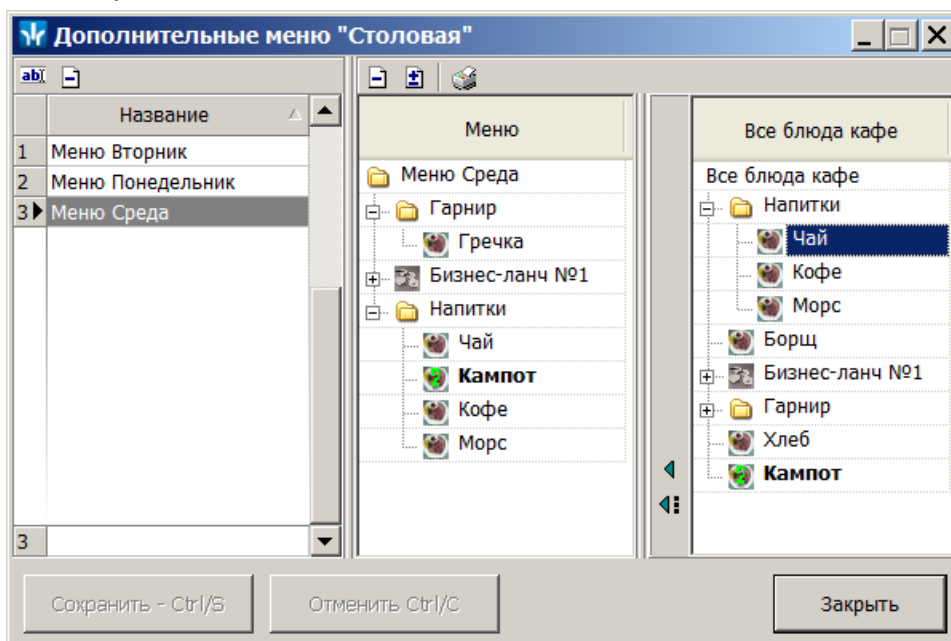 Дополнительные меню "Столовая"
ab
Название
1 Меню Вторник
2 Меню Понедельник
3 Меню Среда
3
Меню
Меню Среда
Гарнир
Гречка
Бизнес-ланч №1
Напитки
Чай
Кампот
Кофе
Морс
Все блюда кафе
Все блюда кафе
Напитки
Чай
Кофе
Морс
Борщ
Бизнес-ланч №1
Гарнир
Хлеб
Кампот
Сохранить - Ctrl/S
Отменить Ctrl/C
Закрыть